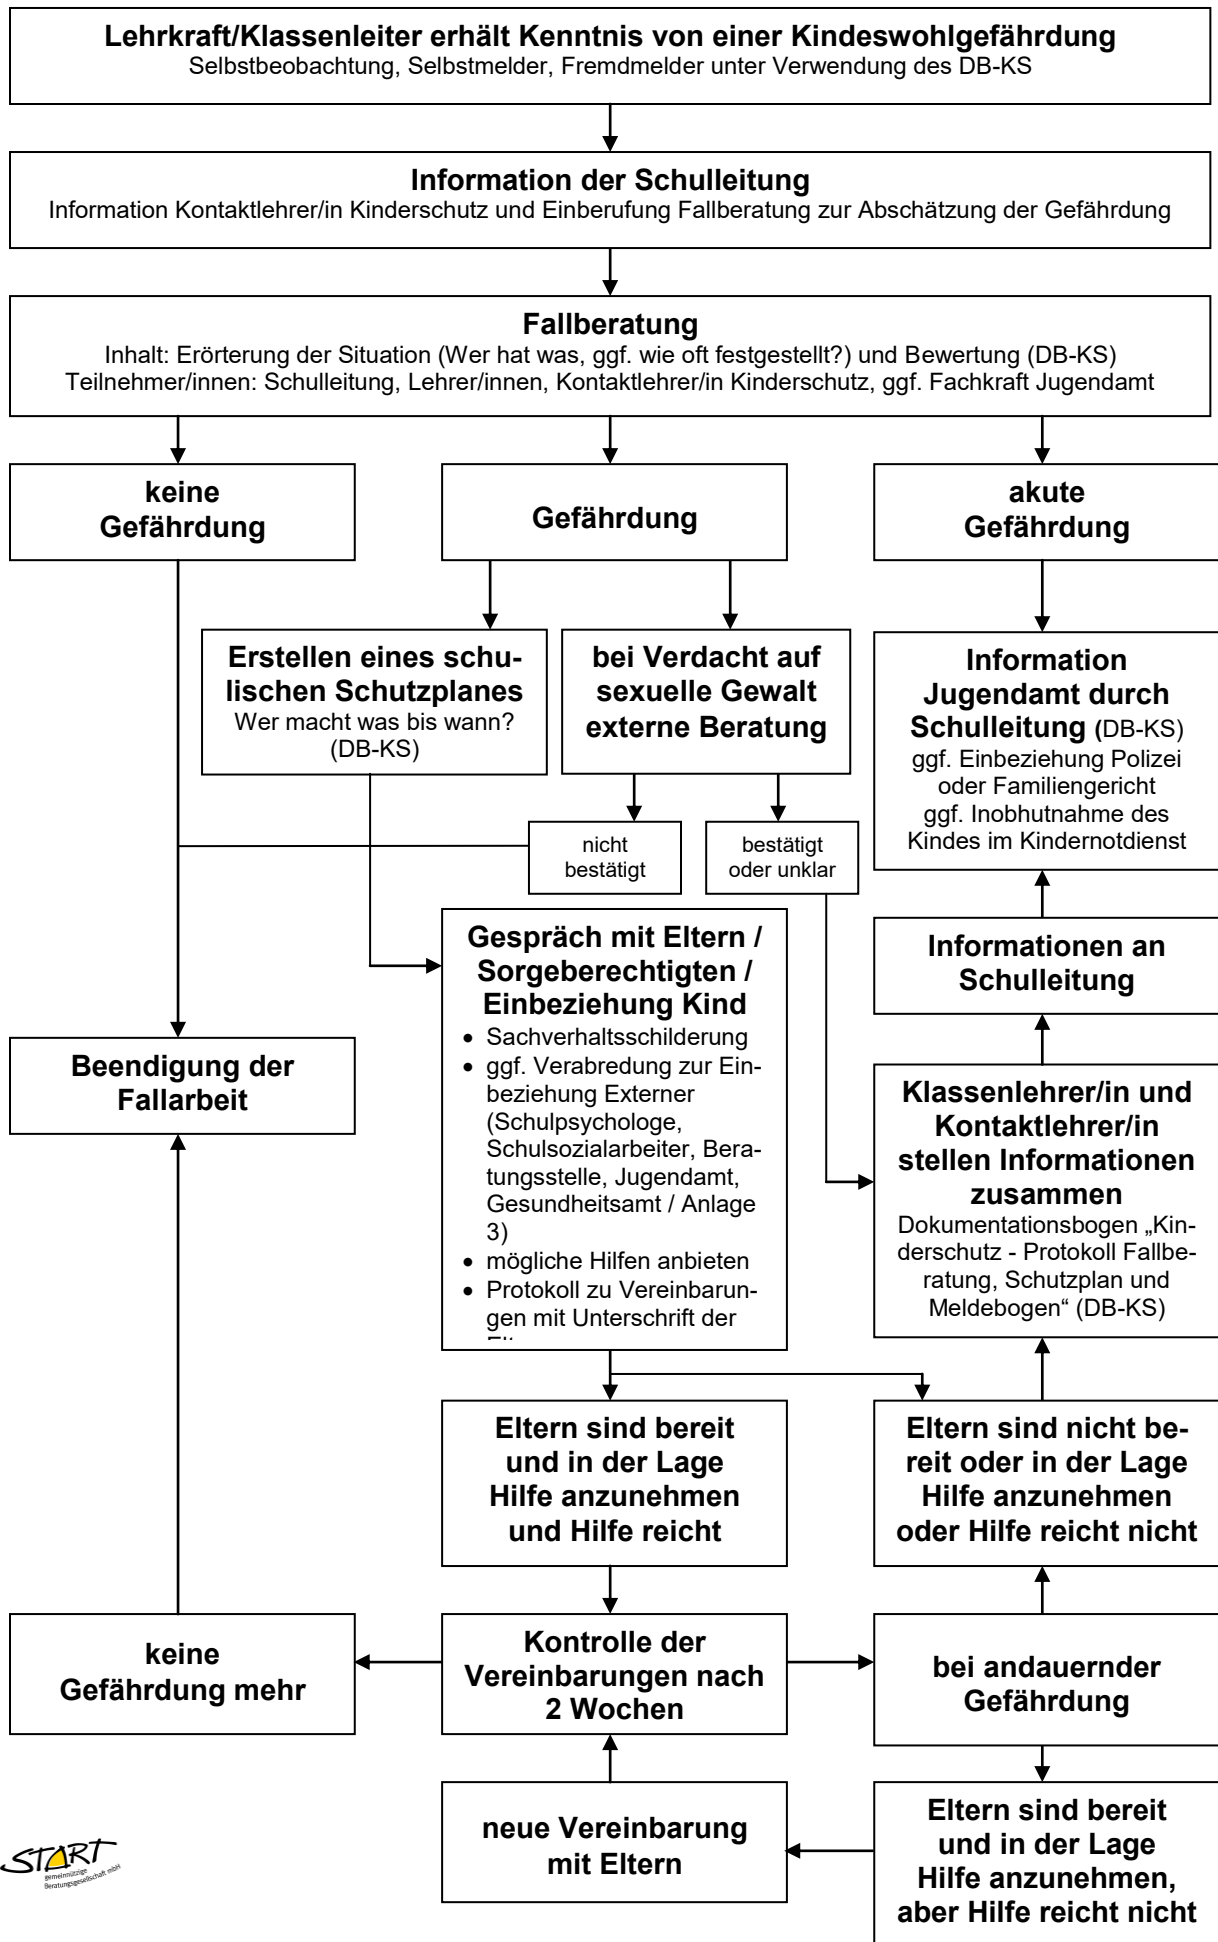 Lehrkraft/Klassenleiter erhält Kenntnis von einer Kindeswohlgefährdung
Selbstbeobachtung, Selbstmelder, Fremdmelder unter Verwendung des DB-KS
Information der Schulleitung
Information Kontaktlehrer/in Kinderschutz und Einberufung Fallberatung zur Abschätzung der Gefährdung
Fallberatung
Inhalt: Erörterung der Situation (Wer hat was, ggf. wie oft festgestellt?) und Bewertung (DB-KS)
Teilnehmer/innen: Schulleitung, Lehrer/innen, Kontaktlehrer/in Kinderschutz, ggf. Fachkraft Jugendamt
keine
Gefährdung
Gefährdung
akute
Gefährdung
Erstellen eines schu-
lischen Schutzplanes
Wer macht was bis wann?
(DB-KS)
bei Verdacht auf
sexuelle Gewalt
externe Beratung
Information
Jugendamt durch
Schulleitung (DB-KS)
ggf. Einbeziehung Polizei
oder Familiengericht
ggf. Inobhutnahme des
Kindes im Kindernotdienst
nicht
bestätigt
bestätigt
oder unklar
Gespräch mit Eltern /
Sorgeberechtigten /
Einbeziehung Kind
• Sachverhaltsschilderung
• ggf. Verabredung zur Ein-
beziehung Externer
(Schulpsychologe,
Schulsozialarbeiter, Bera-
tungsstelle, Jugendamt,
Gesundheitsamt / Anlage
3)
• mögliche Hilfen anbieten
• Protokoll zu Vereinbarun-
gen mit Unterschrift der
Informationen an
Schulleitung
Beendigung der
Fallarbeit
Klassenlehrer/in und
Kontaktlehrer/in
stellen Informationen
zusammen
Dokumentationsbogen „Kin-
derschutz - Protokoll Fallbe-
ratung, Schutzplan und
Meldebogen“ (DB-KS)
Eltern sind bereit
und in der Lage
Hilfe anzunehmen
und Hilfe reicht
Eltern sind nicht be-
reit oder in der Lage
Hilfe anzunehmen
oder Hilfe reicht nicht
keine
Gefährdung mehr
Kontrolle der
Vereinbarungen nach
2 Wochen
bei andauernder
Gefährdung
neue Vereinbarung
mit Eltern
Eltern sind bereit
und in der Lage
Hilfe anzunehmen,
aber Hilfe reicht nicht
START
gemeinnützige
Beratungsgesellschaft mbH